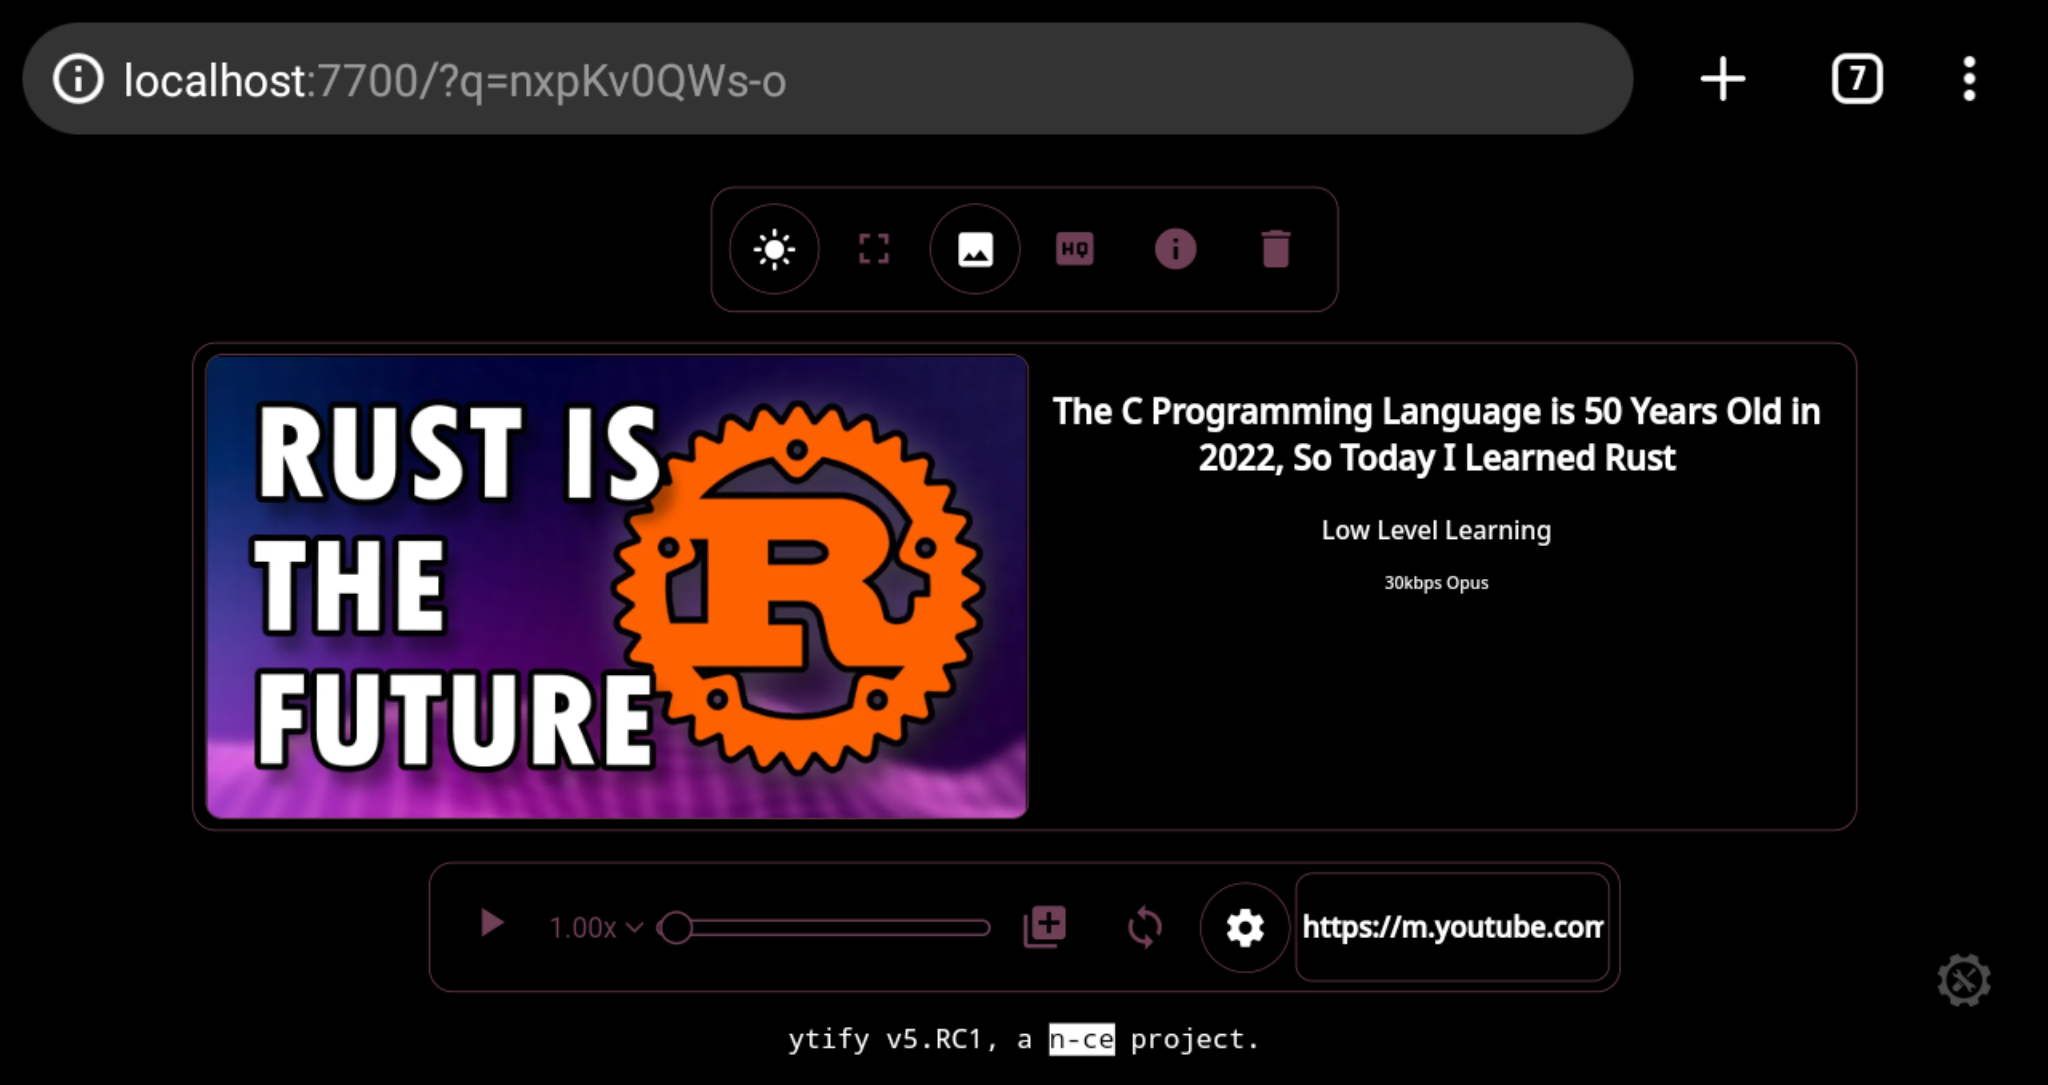 localhost:7700/?q=nxpKv0QWs-o
7
HQ
RUST IS
THE
FUTURE
R
The C Programming Language is 50 Years Old in
2022, So Today I Learned Rust
Low Level Learning
30kbps Opus
1.00x
https://m.youtube.com
ytify v5.RC1, a n-ce project.